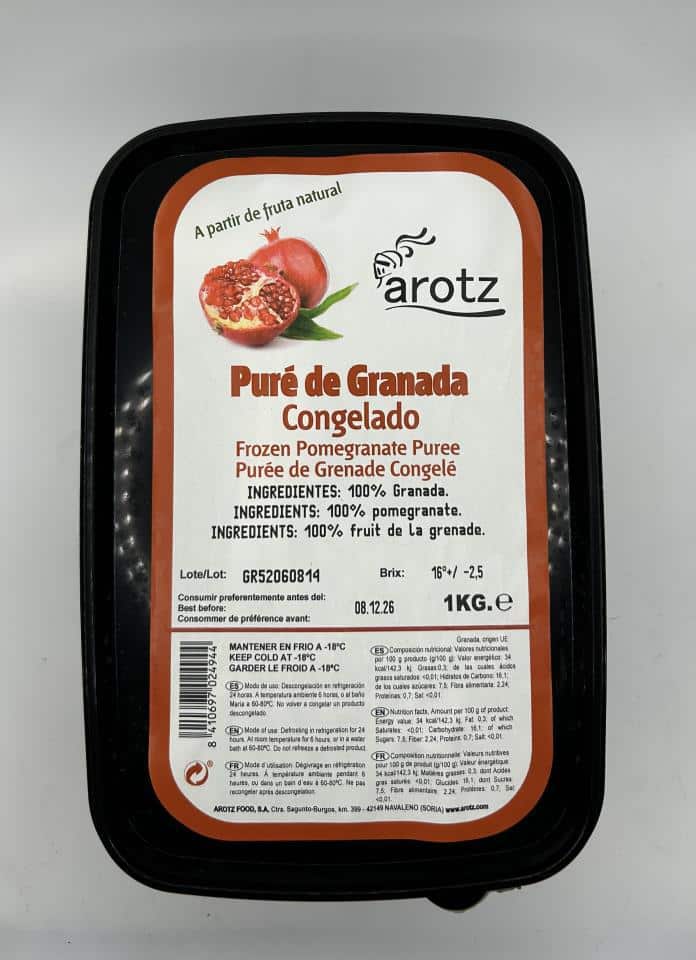 A partir de fruta natural
arotz
Puré de Granada
Congelado
Frozen Pomegranate Puree
Purée de Grenade Congelé
INGREDIENTES: 100% Granada.
INGREDIENTS: 100% pomegranate.
INGREDIENTS: 100% fruit de la grenade.
Lote/Lot: GR52060814 Brix: 16º+/ -2,5
Consumir preferentemente antes del:
Best before:
Consommer de préférence avant:
08.12.26
1KG. e
8 410697 024944
MANTENER EN FRIO A -18ºC
KEEP COLD AT -18ºC
GARDER LE FROID A -18ºC
ES Modo de uso: Descongelación en refrigeración
24 horas. A temperatura ambiente 6 horas, o al baño
María a 60-80ºC. No volver a congelar un producto
descongelado.
EN Mode of use: Defrosting in refrigeration for 24
hours. At room temperature for 6 hours, or in a water
bath at 60-80ºC. Do not refreeze a defrosted product.
FR Mode d'utilisation: Dégivrage en réfrigération
24 heures. À température ambiante pendant 6
heures, ou dans un bain d'eau à 60-80ºC. Ne pas
recongeler après décongélation.
Granada, origen UE
ES Composición nutricional: Valores nutricionales
por 100 g producto (g/100 g): Valor energético: 34
kcal/142,3 kj. Grasas:0,3; de las cuales ácidos
grasos saturados: <0,01; Hidratos de Carbono: 16,1;
de los cuales azúcares: 7,5; Fibra alimentaria: 2,24;
Proteínas: 0,7; Sal: <0,01.
EN Nutrition facts, Amount per 100 g of product:
Energy value: 34 kcal/142,3 kj. Fat: 0,3; of which
Saturates: <0,01; Carbohydrate: 16,1; of which
Sugars: 7,5; Fiber: 2,24; Protein: 0,7; Salt: <0,01.
FR Composition nutritionnelle: Valeurs nutritives
pour 100 g de produit (g/100 g): Valeur énergétique:
34 kcal/142,3 kj; Matières grasses: 0,3; dont Acides
gras saturés: <0,01; Glucides: 16,1; dont Sucres:
7,5; Fibre alimentaire: 2,24; Protéines: 0,7; Sel:
<0,01.
AROTZ FOOD, S.A. Ctra. Sagunto-Burgos, km. 399 - 42149 NAVALENO (SORIA) www.arotz.com